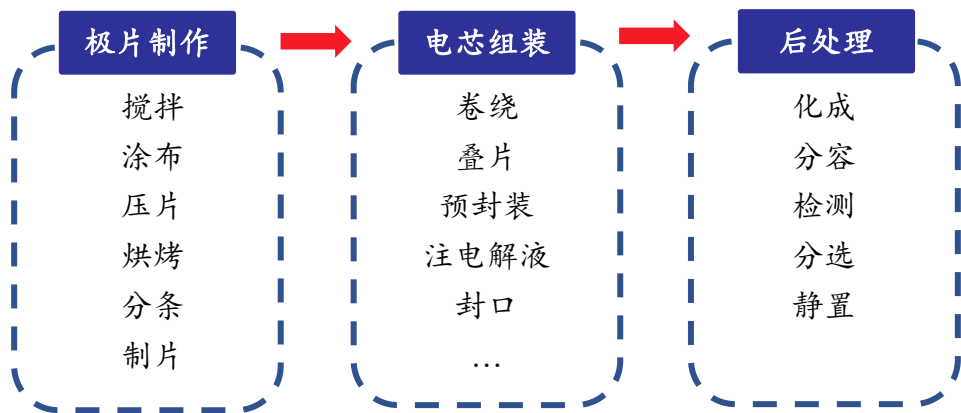 极片制作
搅拌
涂布
压片
烘烤
分条
制片
电芯组装
卷绕
叠片
预封装
注电解液
封口
…
后处理
化成
分容
检测
分选
静置